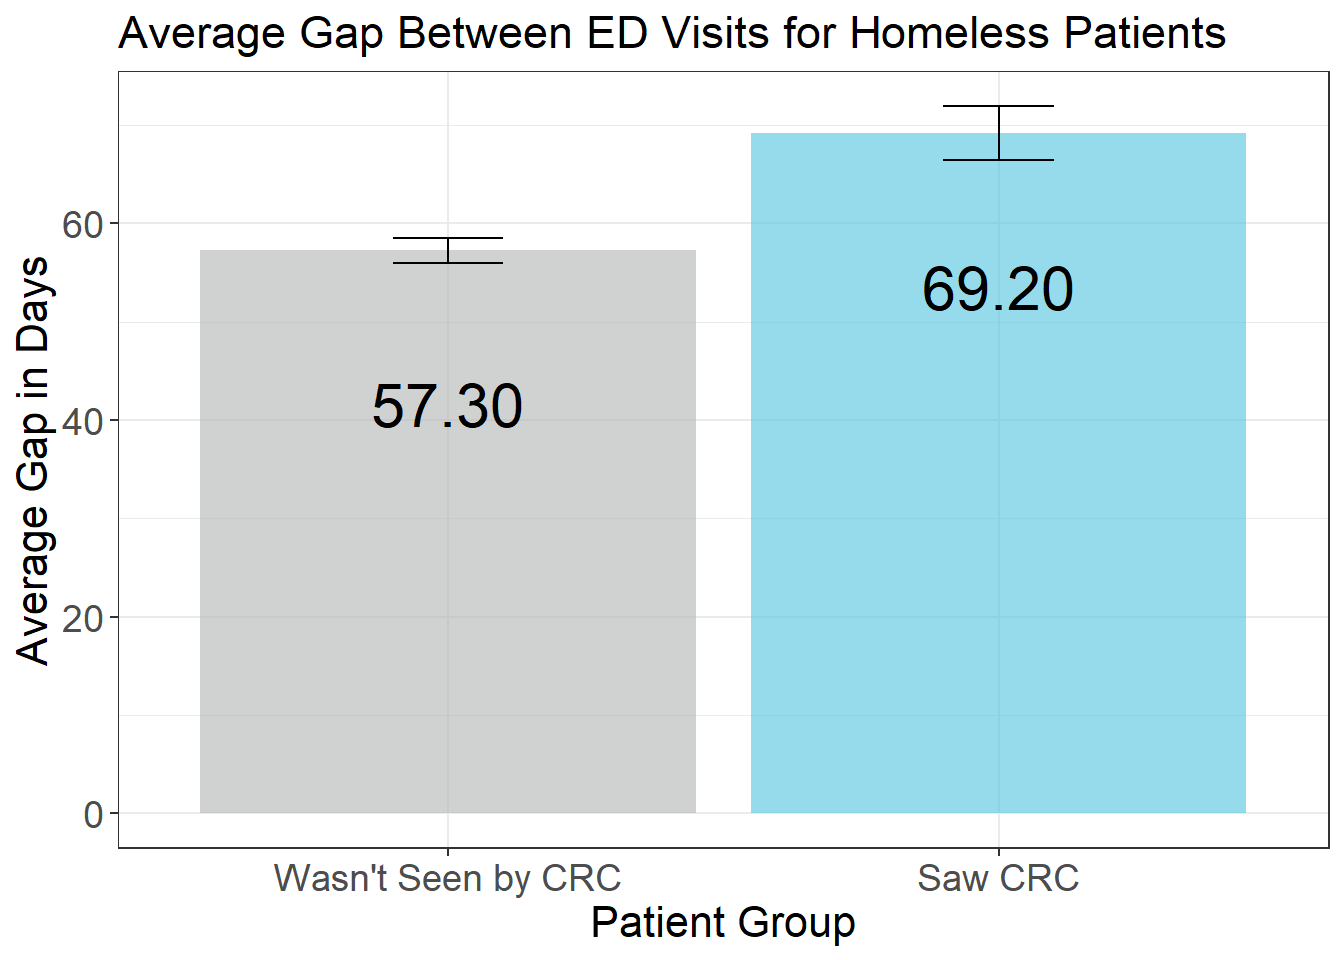 Average Gap Between ED Visits for Homeless Patients
Average Gap in Days
60
40
20
0
57.30
69.20
Wasn't Seen by CRC
Saw CRC
Patient Group